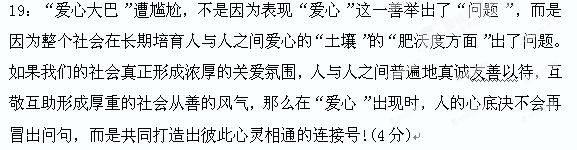 19：“爱心大巴”遭尴尬，不是因为表现“爱心”这一善举出了“问题 ”，而是
因为整个社会在长期培育人与人之间爱心的“土壤 ”的“肥沃度方面 ”出了问题。
如果我们的社会真正形成浓厚的关爱氛围，人与人之间普遍地真诚友善以待，互
敬互助形成厚重的社会从善的风气，那么在“爱心 ”出现时，人的心底决不会再
冒出问句，而是共同打造出彼此心灵相通的连接号!(4 分)